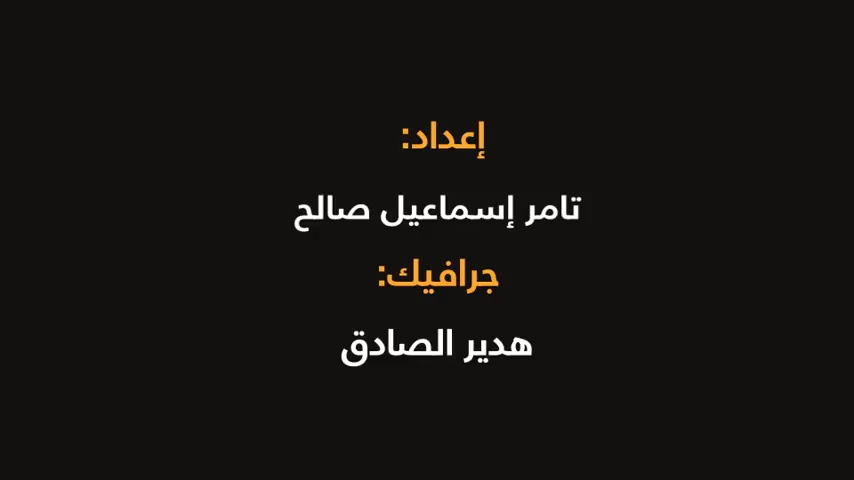 إعداد:
تامر إسماعيل صالح
جرافيك:
هدير الصادق